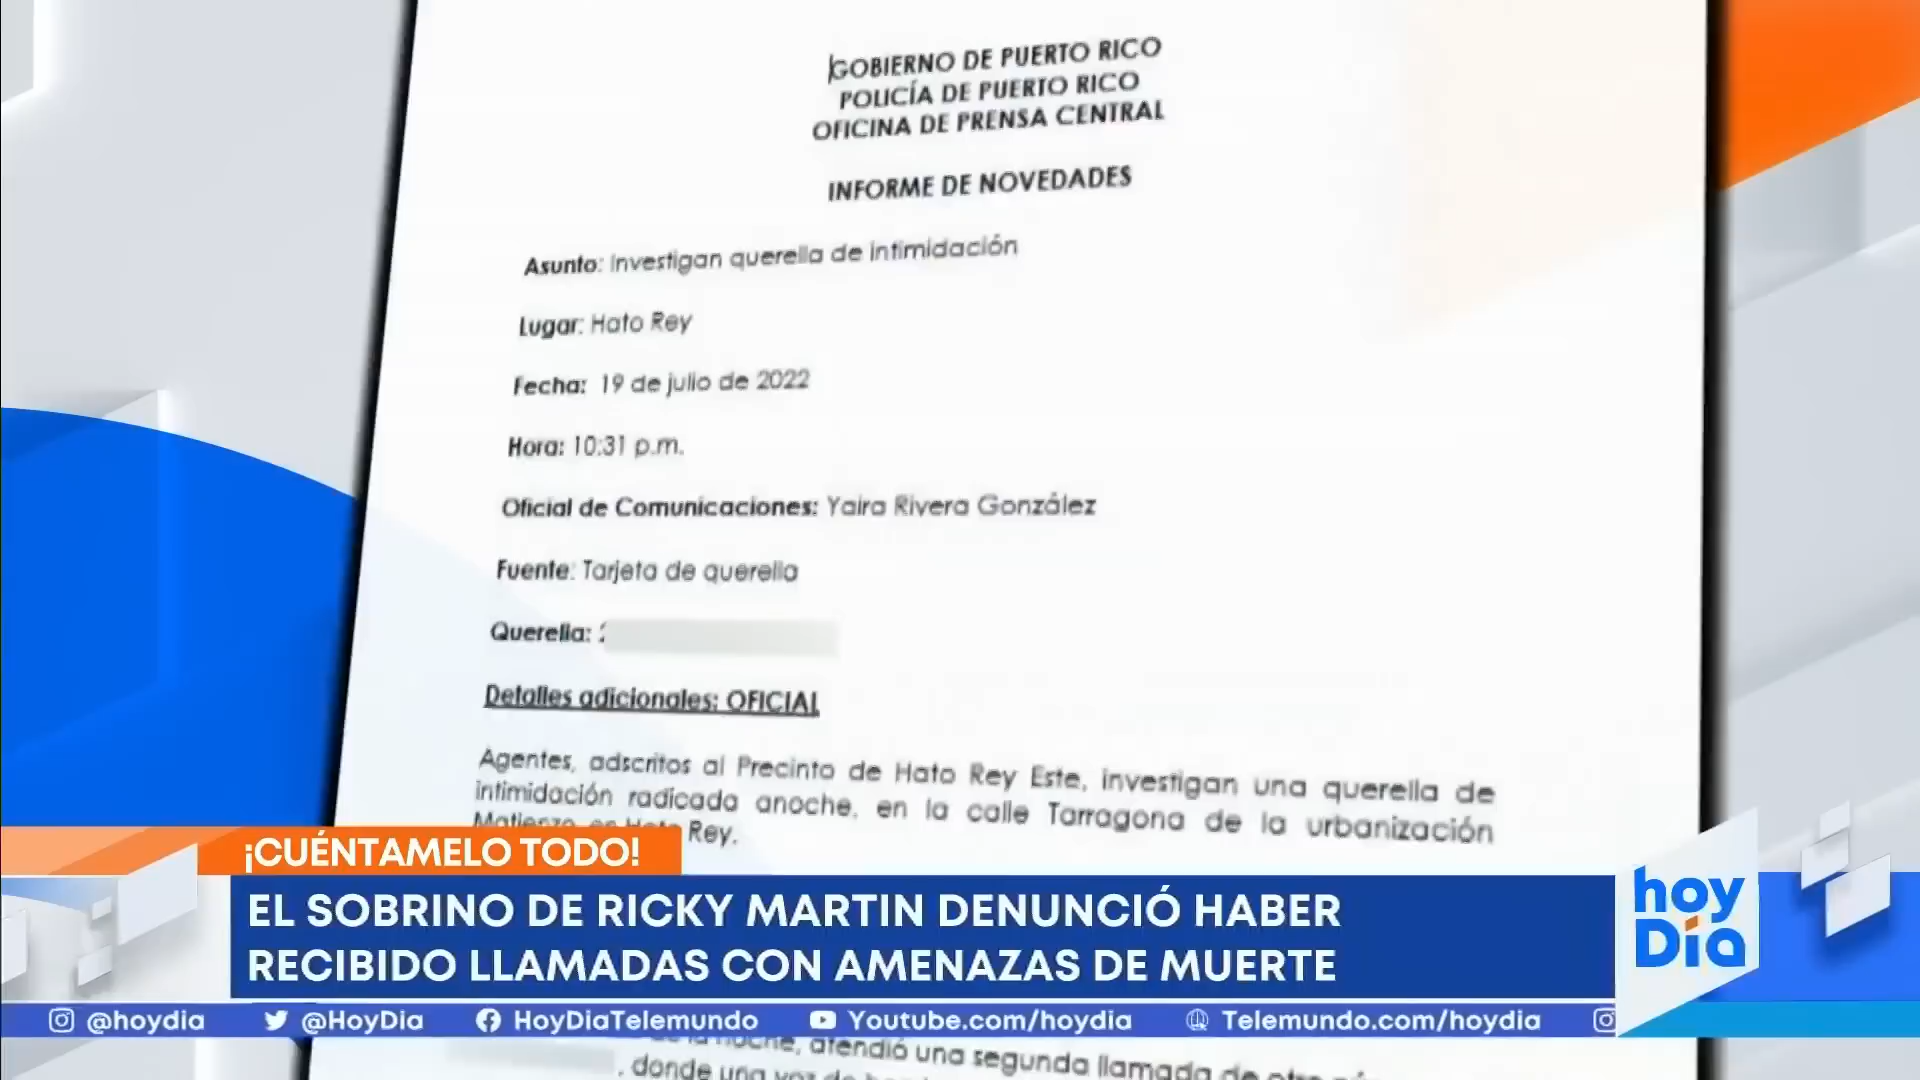 GOBIERNO DE PUERTO RICO
POLICÍA DE PUERTO RICO
OFICINA DE PRENSA CENTRAL
INFORME DE NOVEDADES
Asunto: Investigan querella de intimidación
Lugar: Hato Rey
Fecha: 19 de julio de 2022
Hora: 10:31 p.m.
Oficial de Comunicaciones: Yaira Rivera González
Fuente: Tarjeta de querella
Querella:
Detalles adicionales: OFICIAL
Agentes, adscritos al Precinto de Hato Rey Este, investigan una querella de
intimidación radicada anoche, en la calle Tarragona de la urbanización
Rey.
¡CUÉNTAMELO TODO!
EL SOBRINO DE RICKY MARTIN DENUNCIÓ HABER
RECIBIDO LLAMADAS CON AMENAZAS DE MUERTE
hoy
Día
@hoydia @HoyDia HoyDiaTelemundo Youtube.com/hoydia Telemundo.com/hoydia
noche, atendió una segunda llamada de
, donde una voz de